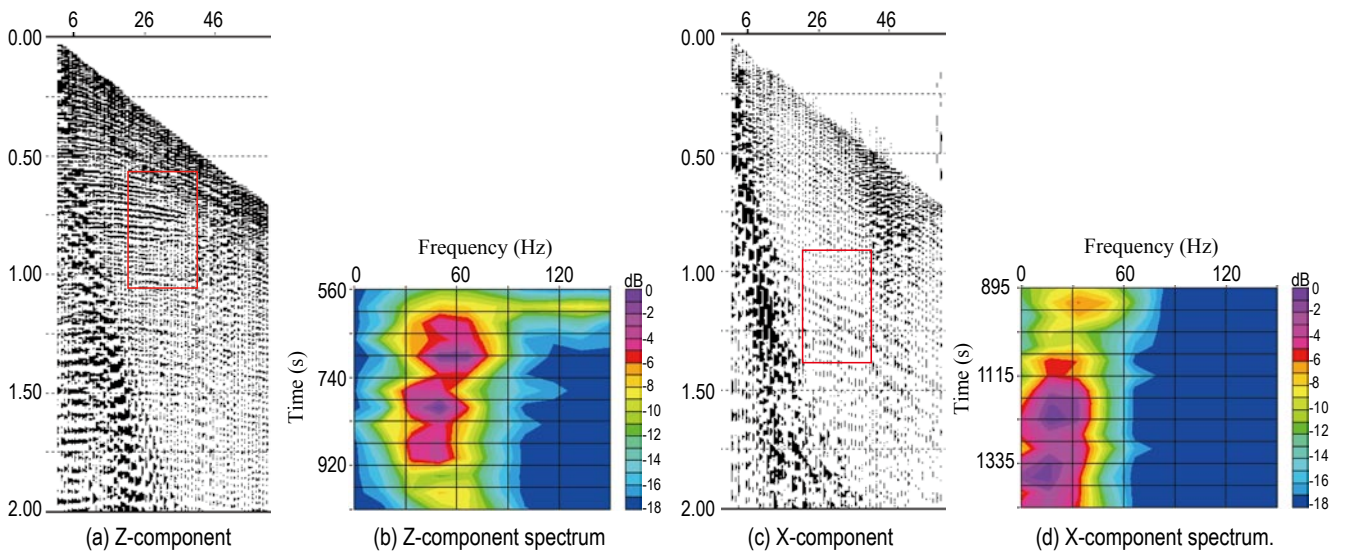 6 26 46
0.00
0.50
1.00
1.50
2.00
(a) Z-component
Frequency (Hz)
0 60 120
dB
560
740
920
Time (s)
0
-2
-4
-6
-8
-10
-12
-14
-16
-18
(b) Z-component spectrum
6 26 46
0.00
0.50
1.00
1.50
2.00
(c) X-component
Frequency (Hz)
0 60 120
dB
895
1115
1335
Time (s)
0
-2
-4
-6
-8
-10
-12
-14
-16
-18
(d) X-component spectrum.